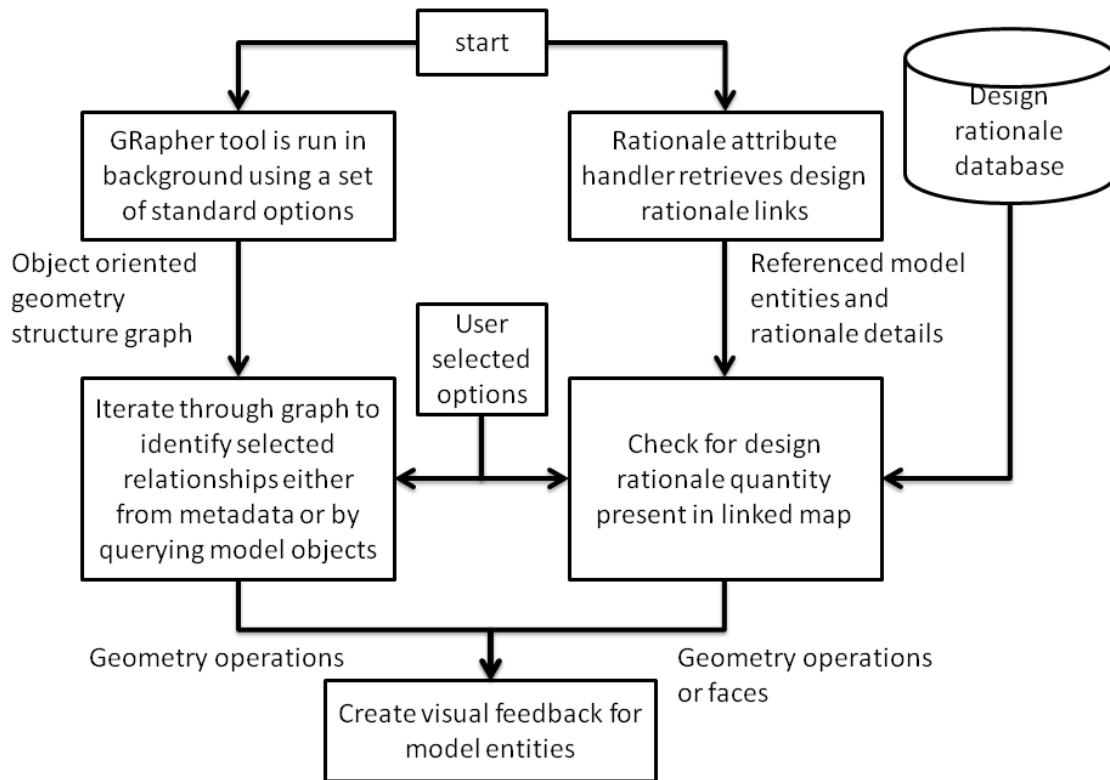 start
Design
rationale
database
GRapher tool is run in
background using a set
of standard options
Rationale attribute
handler retrieves design
rationale links
Object oriented
geometry
structure graph
Referenced model
entities and
rationale details
User
selected
options
Iterate through graph to
identify selected
relationships either
from metadata or by
querying model objects
Check for design
rationale quantity
present in linked map
Geometry operations
Geometry operations
or faces
Create visual feedback for
model entities